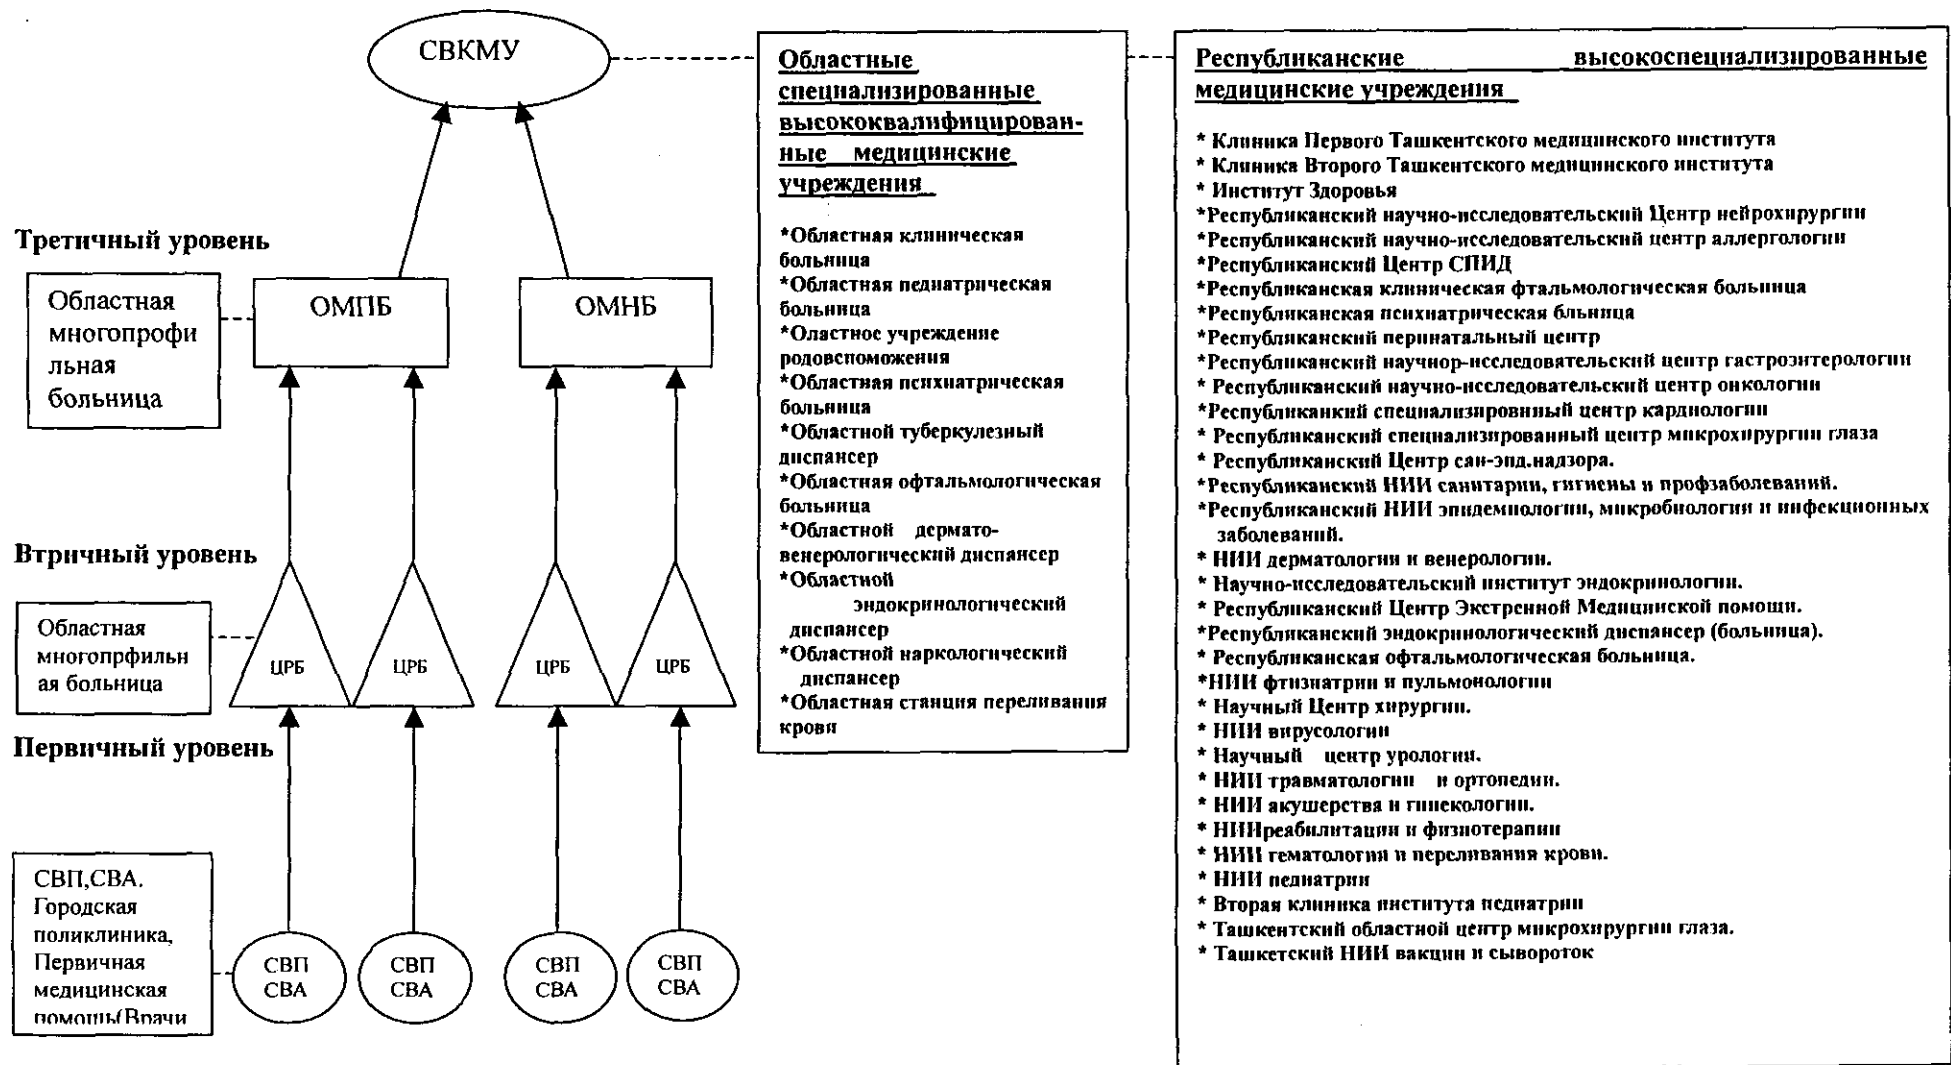 СВКМУ
Третичный уровень
Областная
многопрофи
льная
больница
ОМПБ
ОМНБ
Втричный уровень
Областная
многопрфильн
ая больница
ЦРБ
ЦРБ
ЦРБ
ЦРБ
Первичный уровень
СВП,СВА.
Городская
поликлиника,
Первичная
медицинская
помощь(Врачи
СВП
СВА
СВП
СВА
СВП
СВА
СВП
СВА
Областные
специализированные
высококвалифицирован-
ные медицинские
учреждения
*Областная клиническая
больница
*Областная педиатрическая
больница
*Оластное учреждение
родовспоможения
*Областная психиатрическая
больница
*Областной туберкулезный
диспансер
*Областная офтальмологическая
больница
*Областной дермато-
венерологический диспансер
*Областной
эндокринологический
диспансер
*Областной наркологический
диспансер
*Областная станция переливания
крови
Республиканские высокоспециализированные
медицинские учреждения
* Клиника Первого Ташкентского медицинского института
* Клиника Второго Ташкентского медицинского института
* Институт Здоровья
*Республиканский научно-исследовательский Центр нейрохирургии
*Республиканский научно-исследовательский центр аллергологии
*Республиканский Центр СПИД
*Республиканская клиническая фтальмологическая больница
*Республиканская психиатрическая бльница
*Республиканский перинатальный центр
*Республиканский научнор-исследовательский центр гастроэнтерологии
* Республиканский научно-исследовательский центр онкологии
*Республиканкий специализировнный центр кардиологии
* Республиканский специализированный центр микрохирургии глаза
* Республиканский Центр сан-эпд.надзора.
*Республиканский НИИ санитарии, гигиены и профзаболеваний.
*Республиканский НИИ эпидемиологии, микробиологии и инфекционных
заболеваний.
* НИИ дерматологии и венерологии.
* Научно-исследовательский институт эндокринологии.
* Республиканский Центр Экстренной Медицинской помощи.
*Республиканский эндокринологический диспансер (больница).
* Республиканская офтальмологическая больница.
*НИИ фтизиатрии и пульмонологии
* Научный Центр хирургии.
* НИИ вирусологии
* Научный центр урологии.
* НИИ травматологии и ортопедии.
* НИИ акушерства и гинекологии.
* НИИреабилитации и физиотерапии
* НИИ гематологии и переливания крови.
* НИИ педиатрии
* Вторая клиника института педиатрии
* Ташкентский областной центр микрохирургии глаза.
* Ташкетский НИИ вакцин и сывороток